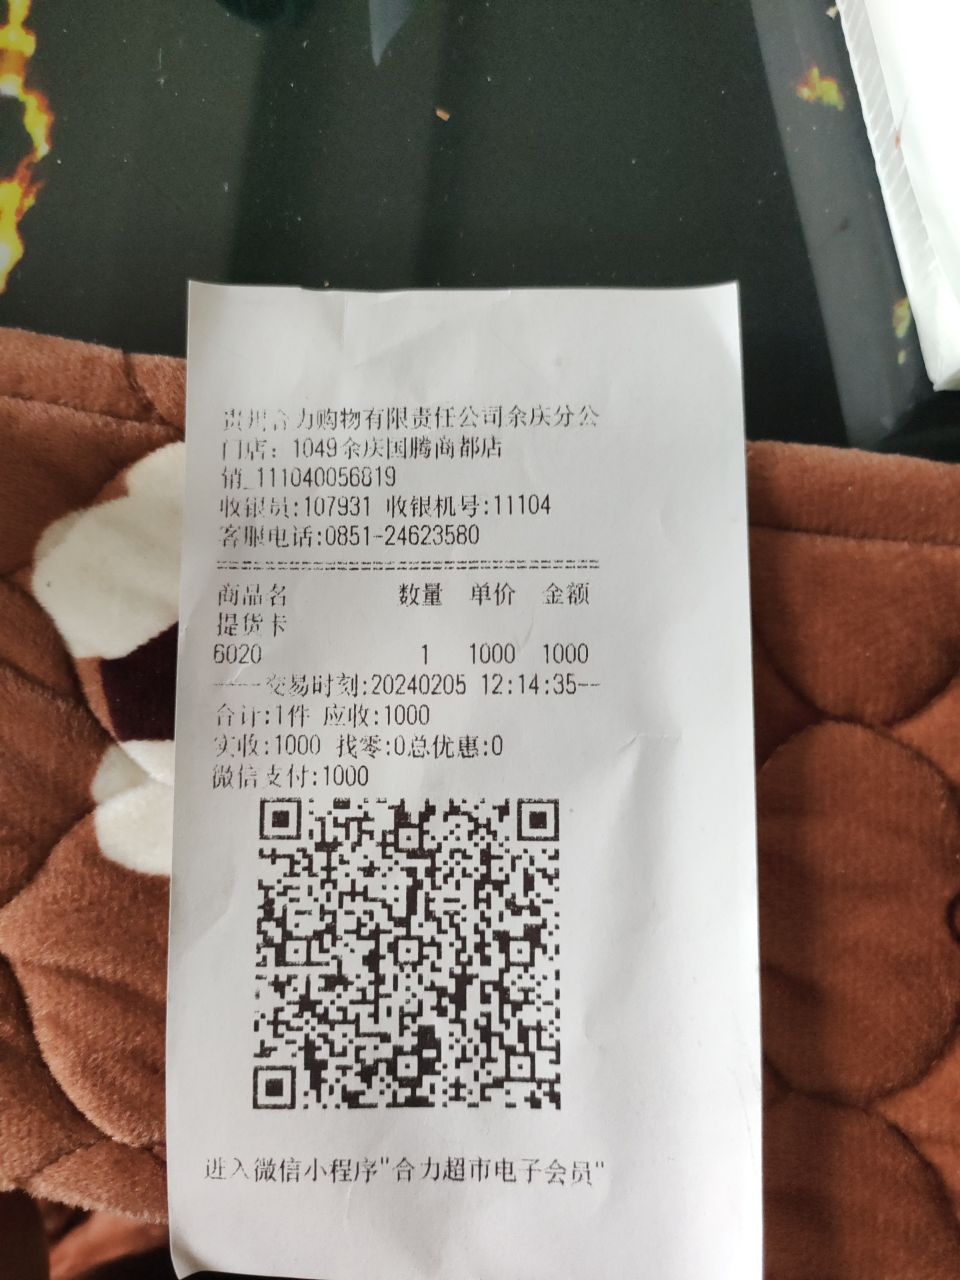 贵州合力购物有限责任公司余庆分公
门店：1049余庆国腾商都店
销_111040056819
收银员:107931 收银机号:11104
客服电话:0851-24623580
商品名 数量 单价 金额
提货卡
6020 1 1000 1000
----交易时刻:20240205 12:14:35--
合计:1件 应收:1000
实收:1000 找零:0总优惠:0
微信支付:1000
进入微信小程序"合力超市电子会员"